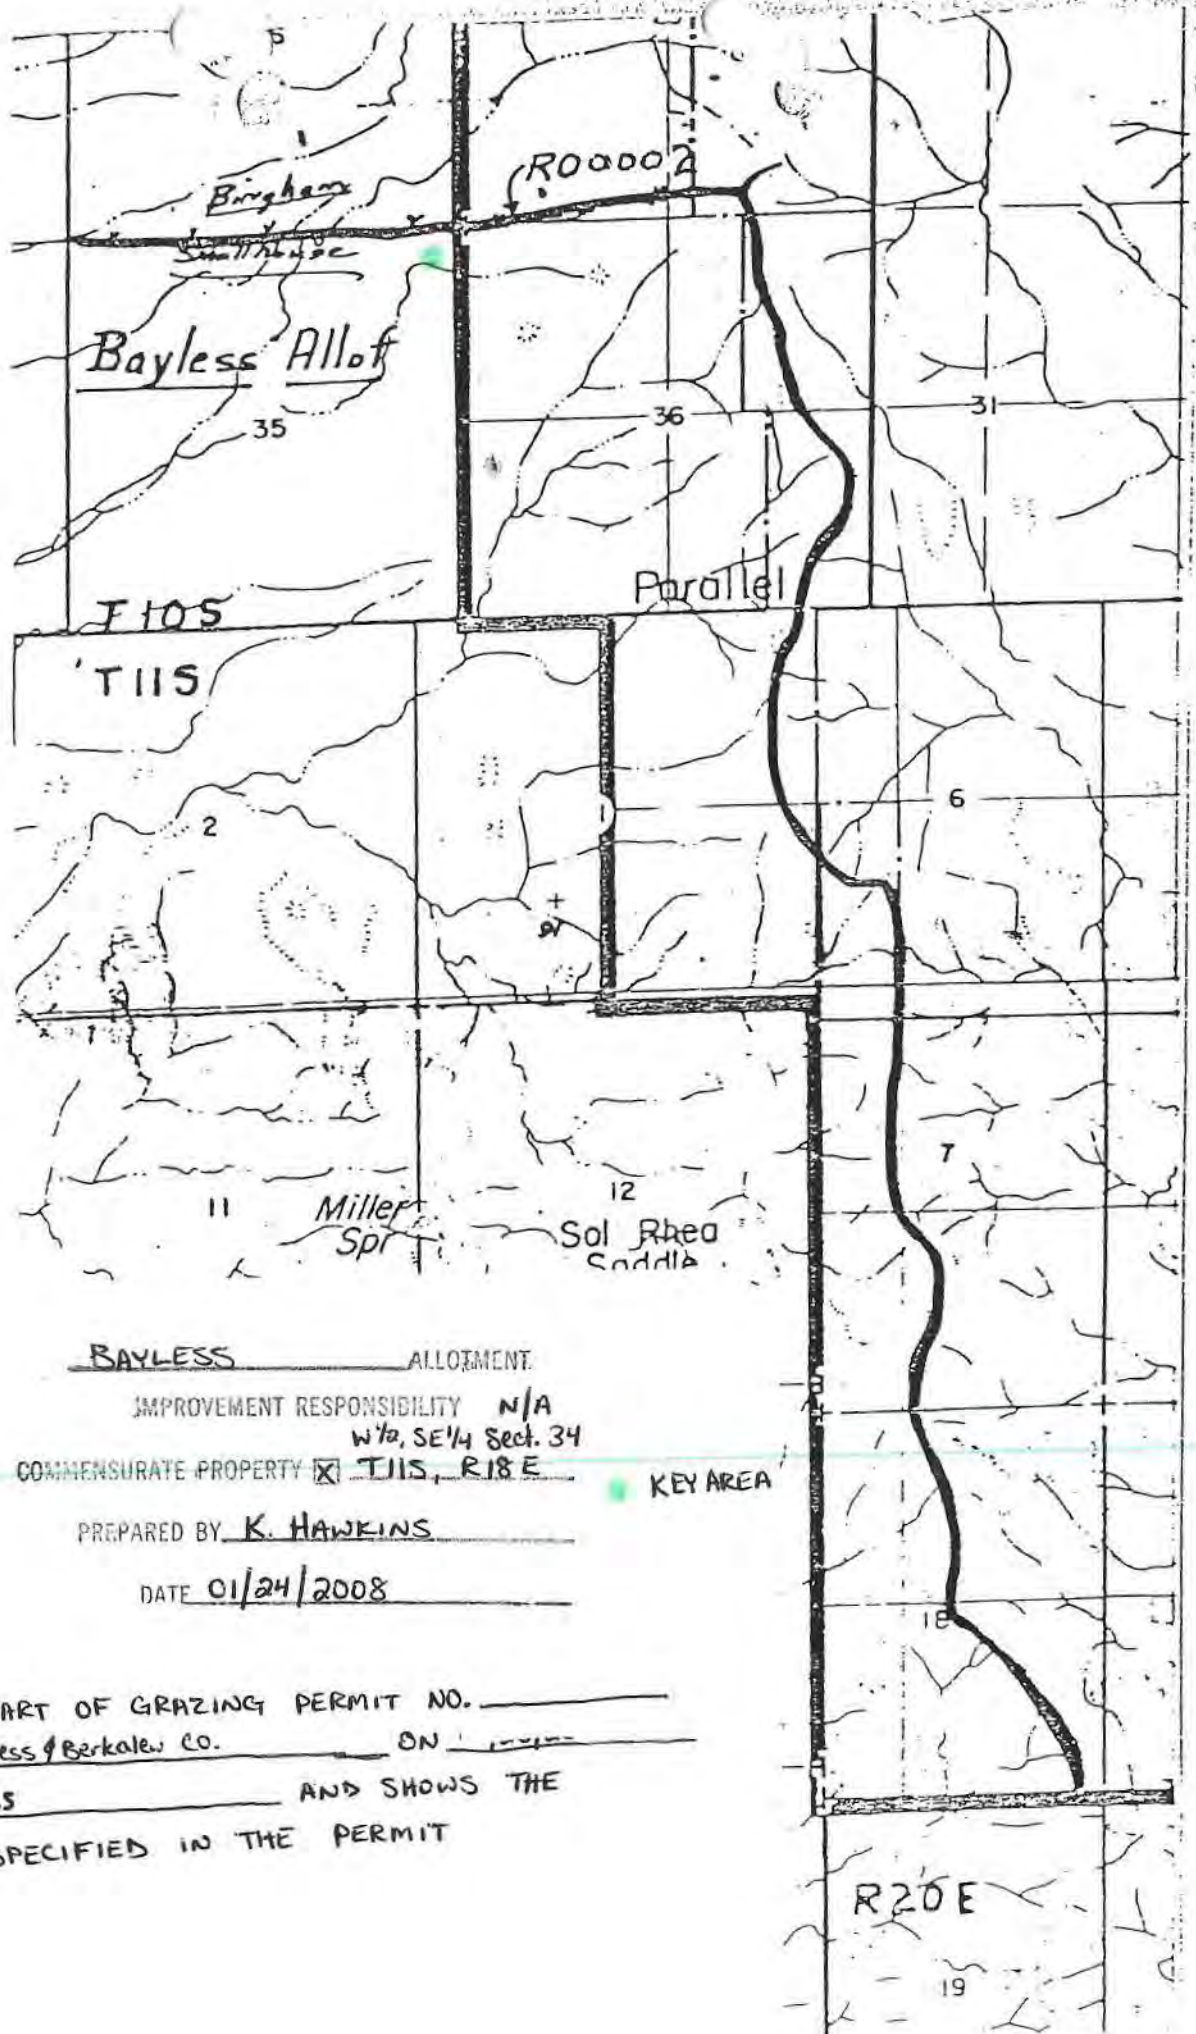 5
R0a002
Bingham
Smallhouse
Bayless Allot
35
36
31
Parallel
T10S
T11S
2
6
7
11
Miller
Spr
12
Sol Rhea
Saddle
BAYLESS ALLOTMENT
IMPROVEMENT RESPONSIBILITY N/A
W½, SE¼ Sect. 34
COMMENSURATE PROPERTY ☒ T11S, R18E
KEY AREA
PREPARED BY K. HAWKINS
DATE 01/24/2008
18
ART OF GRAZING PERMIT NO.
ess & Berkalew Co. ON
S AND SHOWS THE
SPECIFIED IN THE PERMIT
R20E
19